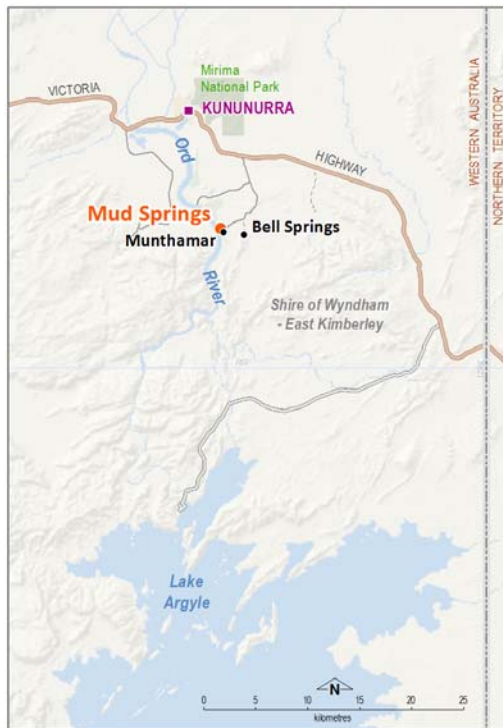 Mirima
National Park
VICTORIA
KUNUNURRA
WESTERN AUSTRALIA
NORTHERN TERRITORY
Ord
HIGHWAY
Mud Springs
Munthamar
Bell Springs
River
Shire of Wyndham
- East Kimberley
Lake
Argyle
N
0 5 10 15 20 25
kilometres